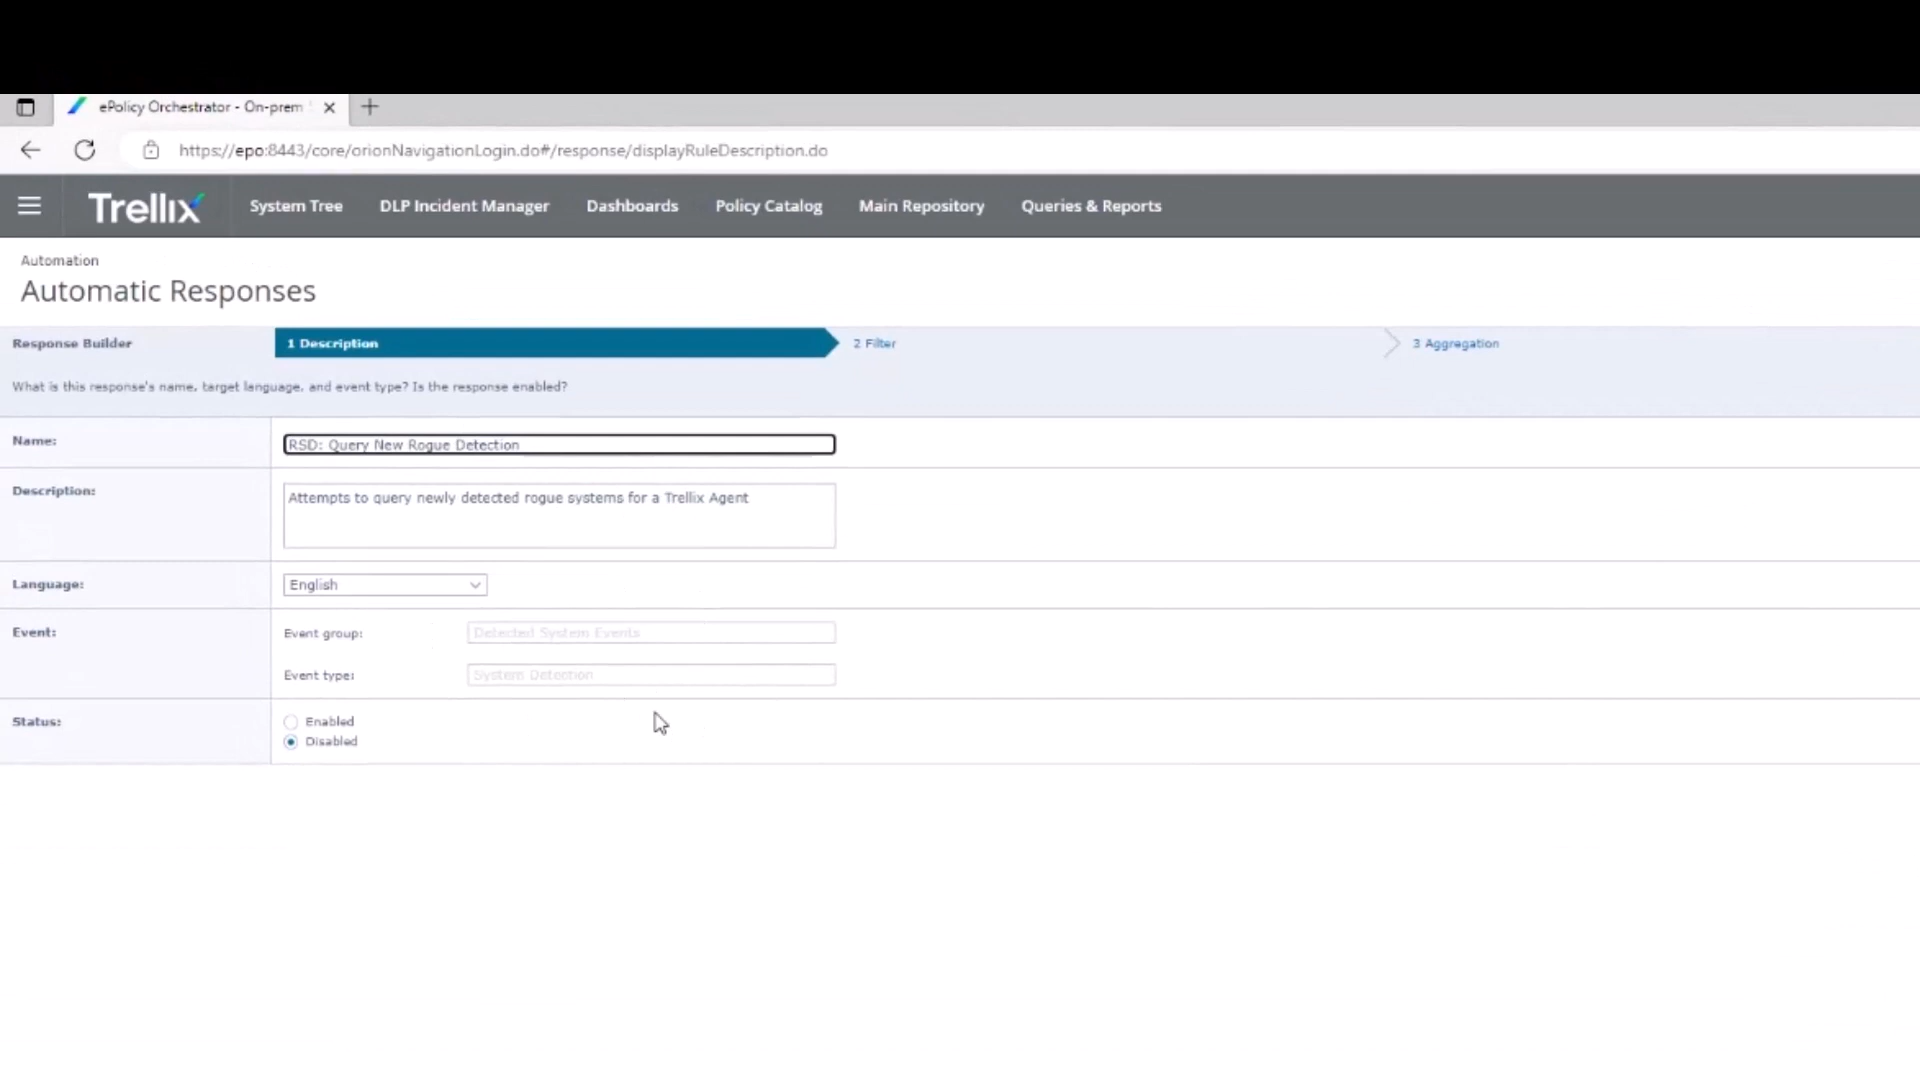 ePolicy Orchestrator - On-prem
https://epo:8443/core/orionNavigationLogin.do#/response/displayRuleDescription.do
Trellix System Tree DLP Incident Manager Dashboards Policy Catalog Main Repository Queries & Reports
Automation
Automatic Responses
Response Builder 1 Description 2 Filter 3 Aggregation
What is this response's name, target language, and event type? Is the response enabled?
Name: RSD: Query New Rogue Detection
Description: Attempts to query newly detected rogue systems for a Trellix Agent
Language: English
Event: Event group: Detected System Events
Event type: System Detection
Status: Enabled
Disabled